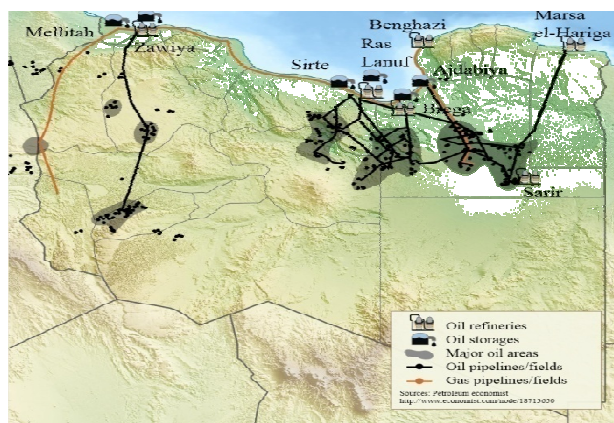 Mellitah
Zawiya
Benghazi
Marsa
el-Hariga
Ras
Lanuf
Sirte
Ajdabiya
Brega
Sarir
Oil refineries
Oil storages
Major oil areas
Oil pipelines/fields
Gas pipelines/fields
Sources: Petroleum economist